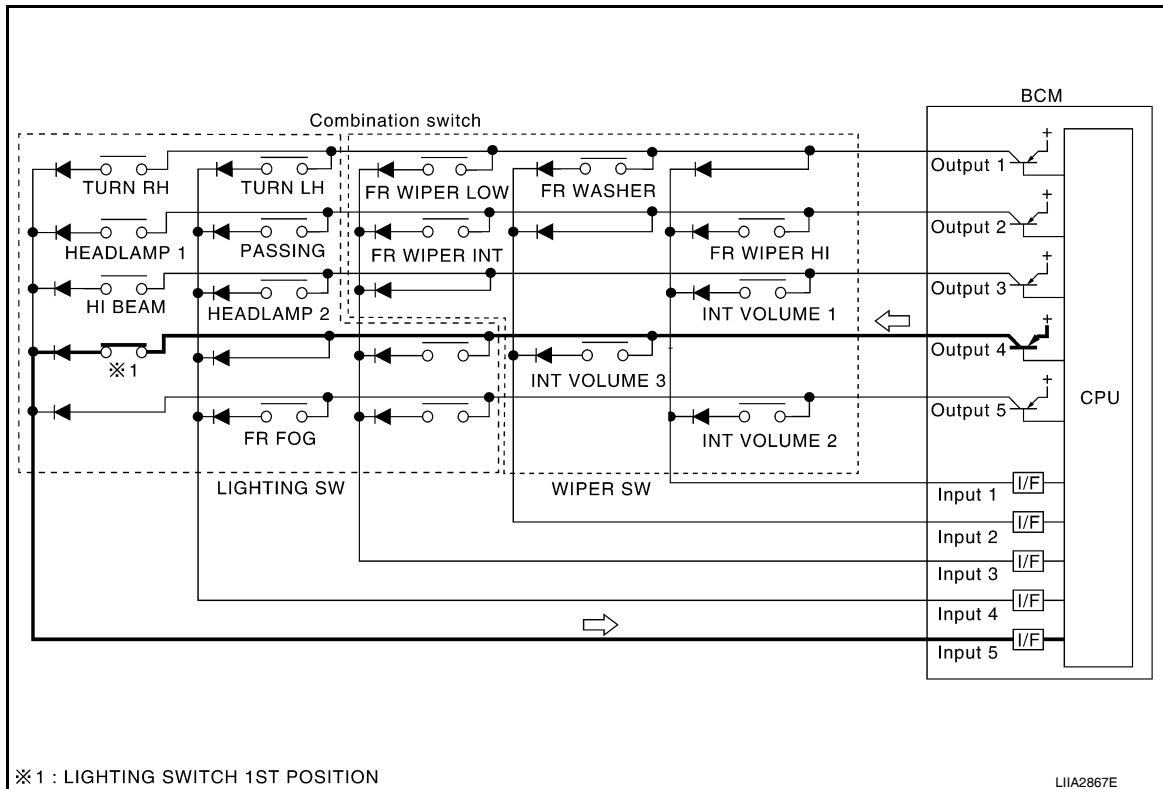 BCM
Combination switch
Output 1
TURN RH
TURN LH
FR WIPER LOW
FR WASHER
+
Output 2
HEADLAMP 1
PASSING
FR WIPER INT
FR WIPER HI
+
Output 3
HI BEAM
HEADLAMP 2
INT VOLUME 1
+
Output 4
※1
INT VOLUME 3
+
CPU
Output 5
FR FOG
INT VOLUME 2
+
LIGHTING SW
WIPER SW
Input 1
I/F
Input 2
I/F
Input 3
I/F
Input 4
I/F
Input 5
I/F
※1 : LIGHTING SWITCH 1ST POSITION
LIIA2867E